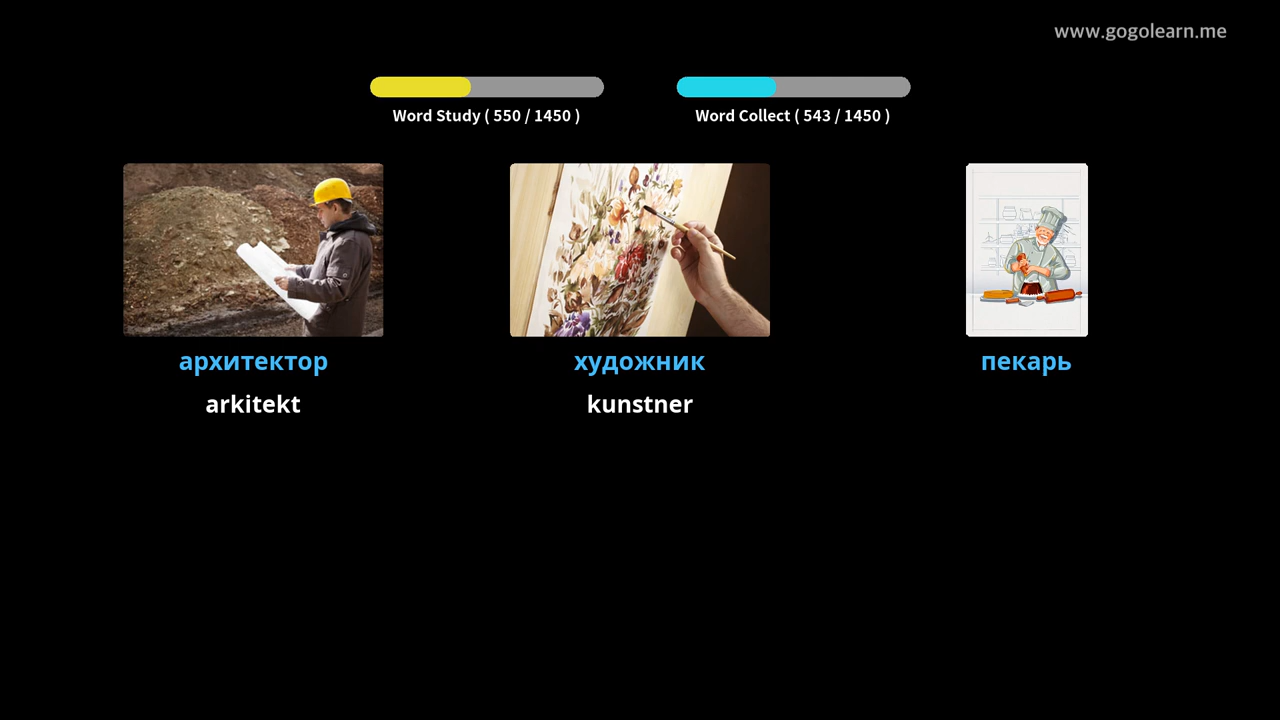 www.gogolearn.me
Word Study ( 550 / 1450 )
Word Collect ( 543 / 1450 )
архитектор
художник
пекарь
arkitekt
kunstner